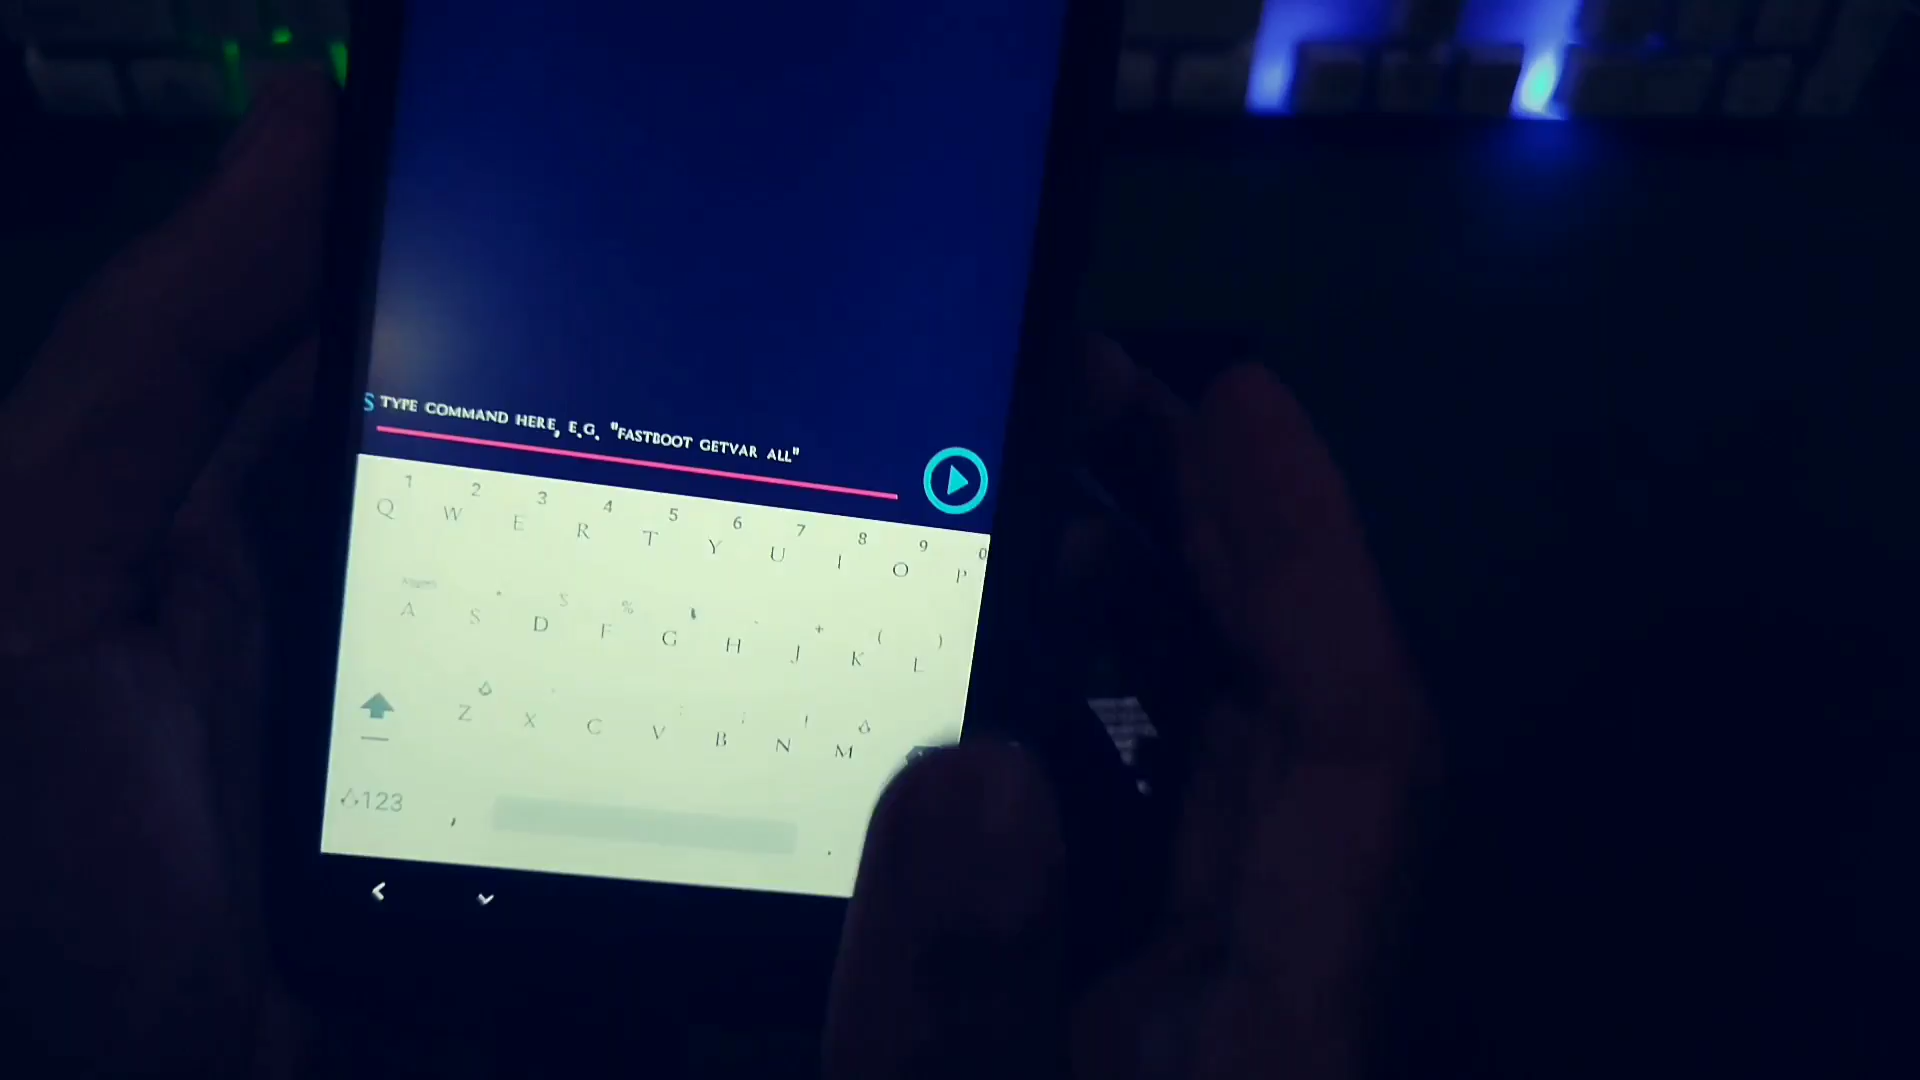 $ TYPE COMMAND HERE, E.G. "FASTBOOT GETVAR ALL"
1 2 3 4 5 6 7 8 9 0
Q W E R T Y U I O P
$ % + ( )
A S D F G H J K L
Z X C V B N M
123 , .